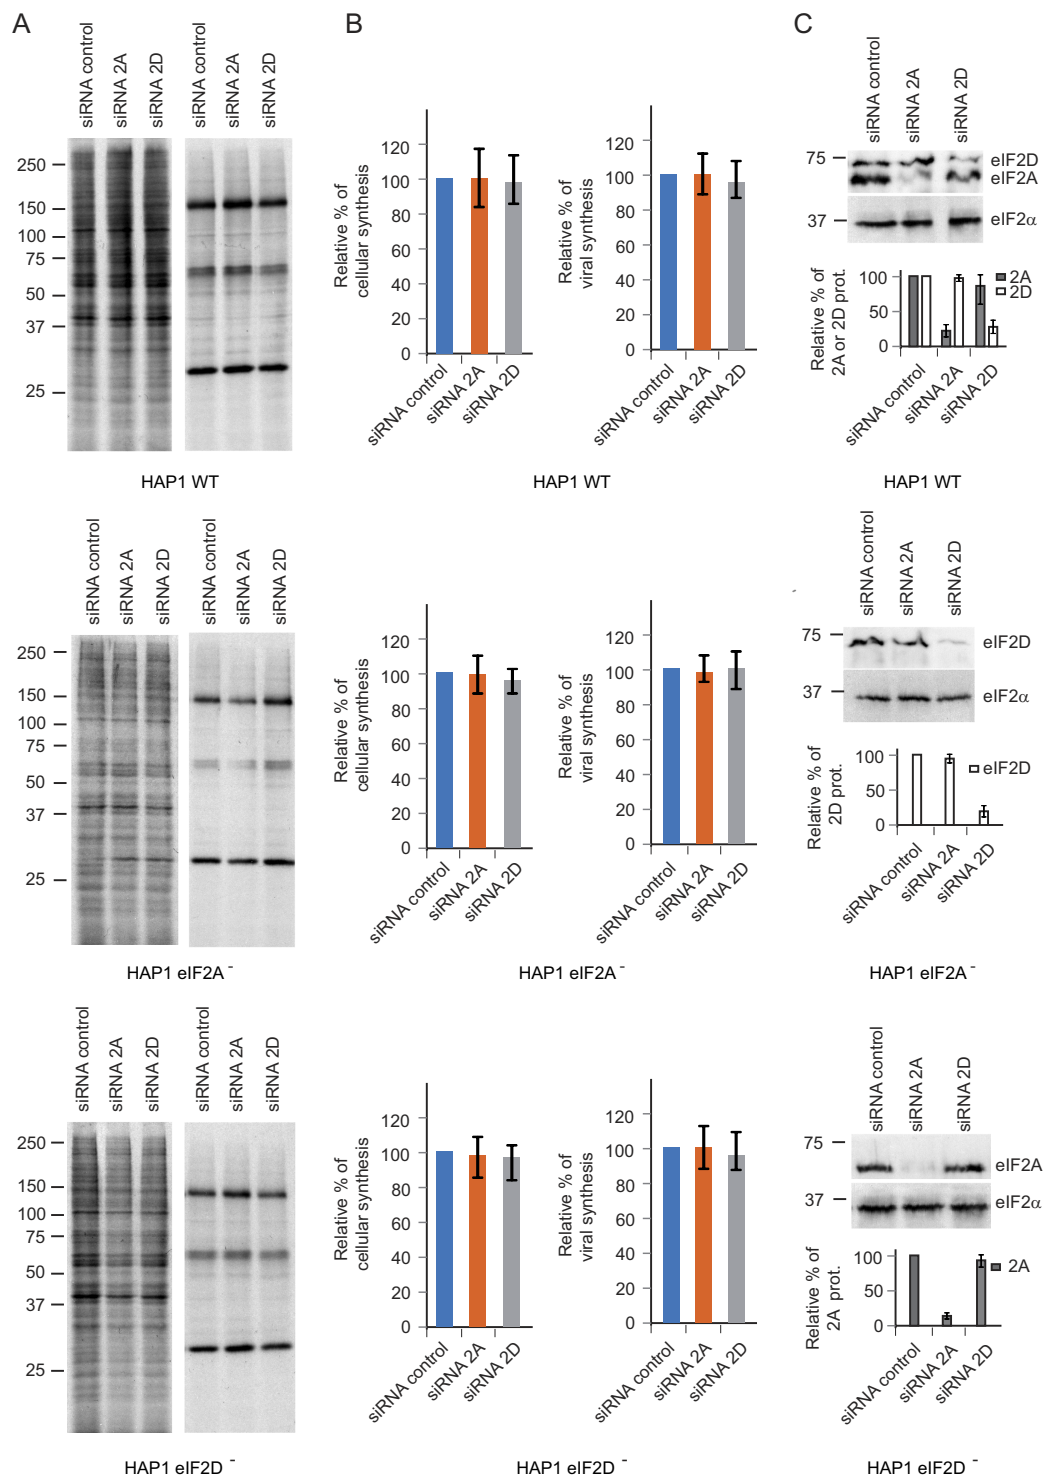 A
B
C
siRNA control
siRNA 2A
siRNA 2D
siRNA control
siRNA 2A
siRNA 2D
250
150
100
75
50
37
25
HAP1 WT
Relative % of
cellular synthesis
120
100
80
60
40
20
0
siRNA control
siRNA 2A
siRNA 2D
Relative % of
viral synthesis
120
100
80
60
40
20
0
siRNA control
siRNA 2A
siRNA 2D
HAP1 WT
siRNA control
siRNA 2A
siRNA 2D
75
37
eIF2D
eIF2A
eIF2α
Relative % of
2A or 2D prot.
100
50
0
2A
2D
siRNA control
siRNA 2A
siRNA 2D
HAP1 WT
siRNA control
siRNA 2A
siRNA 2D
siRNA control
siRNA 2A
siRNA 2D
250
150
100
75
50
37
25
HAP1 eIF2A -
Relative % of
cellular synthesis
120
100
80
60
40
20
0
siRNA control
siRNA 2A
siRNA 2D
Relative % of
viral synthesis
120
100
80
60
40
20
0
siRNA control
siRNA 2A
siRNA 2D
HAP1 eIF2A -
siRNA control
siRNA 2A
siRNA 2D
75
37
eIF2D
eIF2α
Relative % of
2D prot.
100
50
0
eIF2D
siRNA control
siRNA 2A
siRNA 2D
HAP1 eIF2A -
siRNA control
siRNA 2A
siRNA 2D
siRNA control
siRNA 2A
siRNA 2D
250
150
100
75
50
37
25
HAP1 eIF2D -
Relative % of
cellular synthesis
120
100
80
60
40
20
0
siRNA control
siRNA 2A
siRNA 2D
Relative % of
viral synthesis
120
100
80
60
40
20
0
siRNA control
siRNA 2A
siRNA 2D
HAP1 eIF2D -
siRNA control
siRNA 2A
siRNA 2D
75
37
eIF2A
eIF2α
Relative % of
2A prot.
100
50
0
2A
siRNA control
siRNA 2A
siRNA 2D
HAP1 eIF2D -